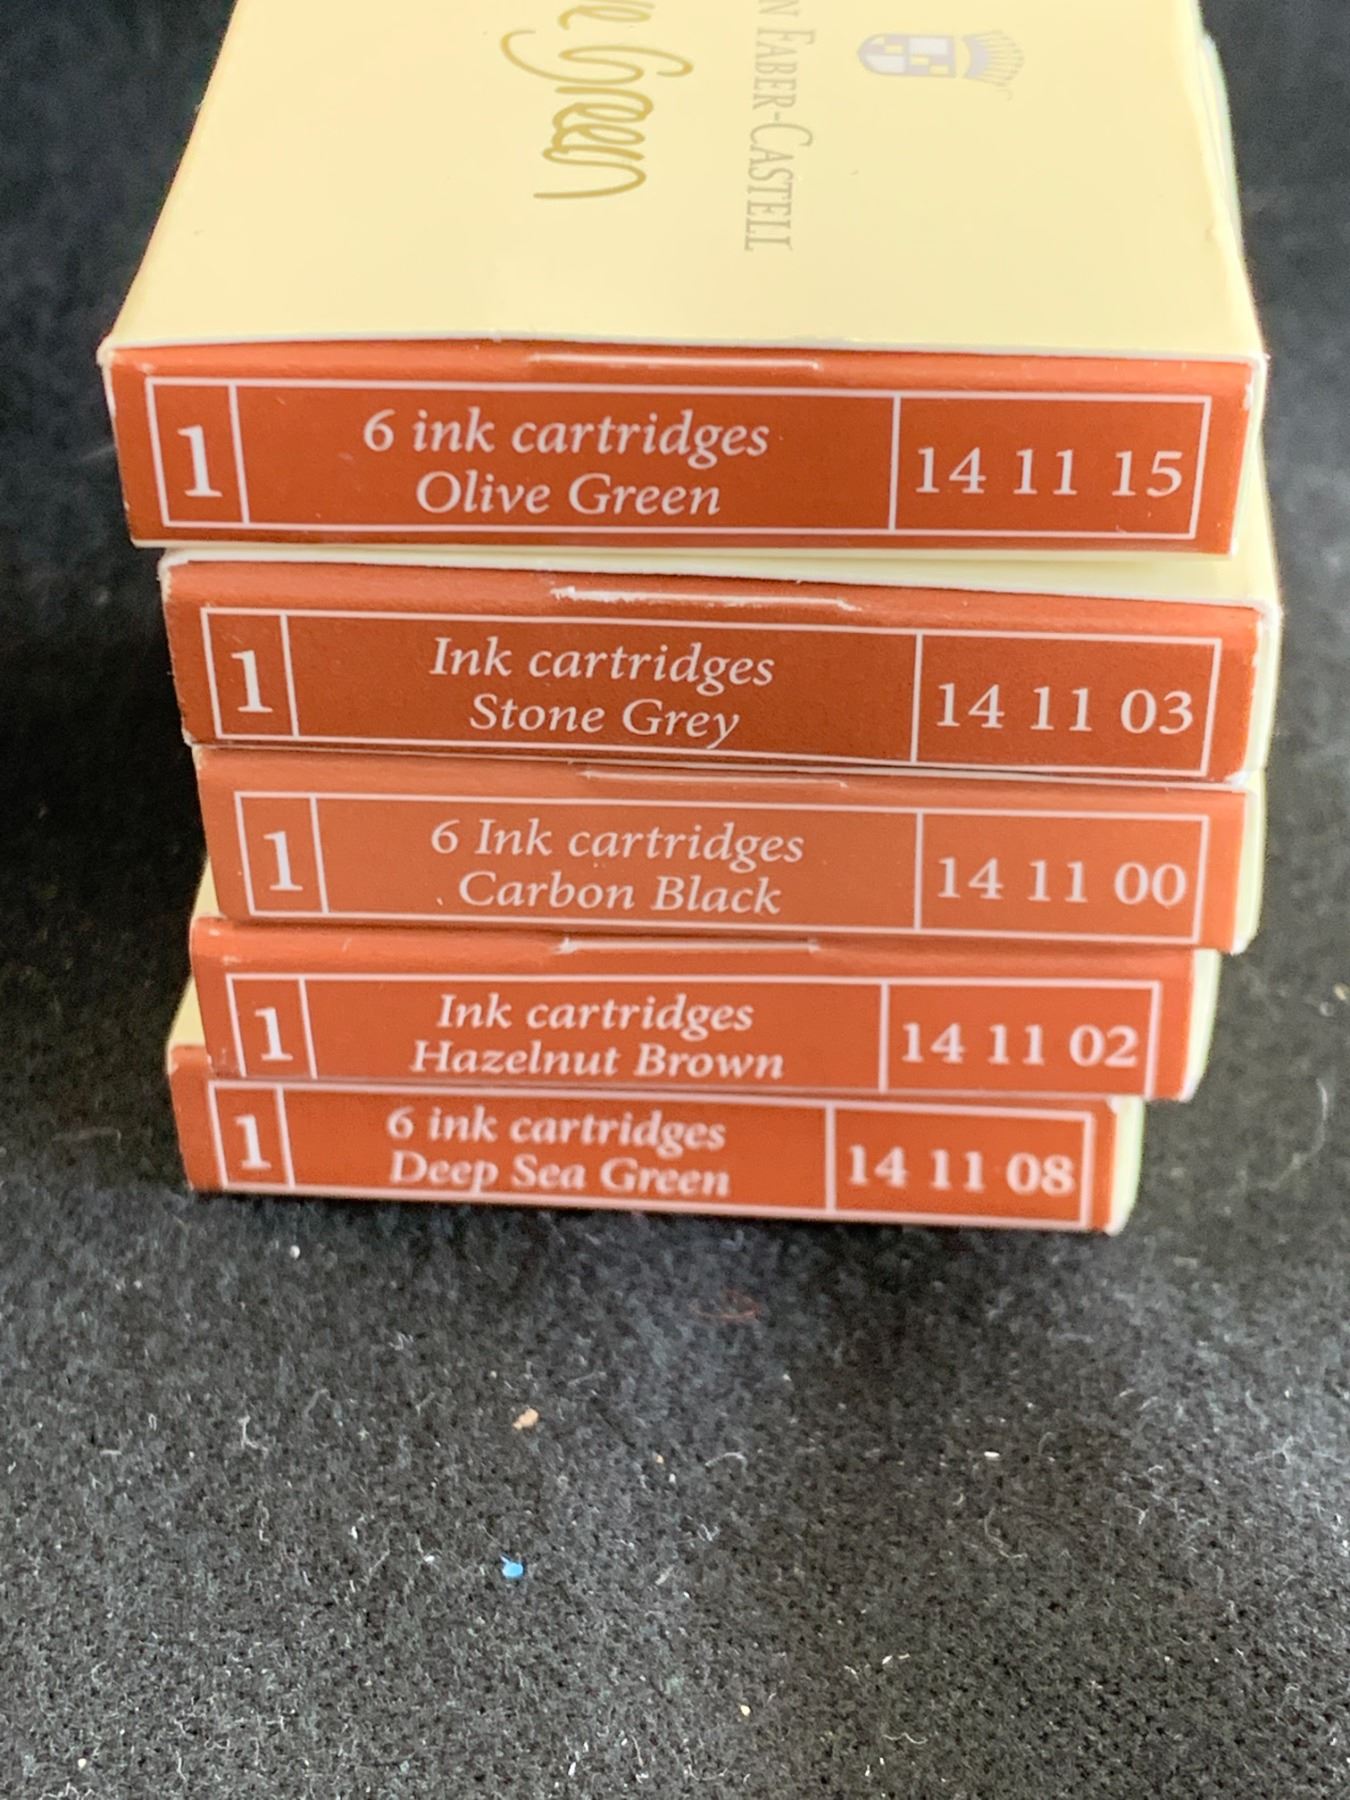 Green
FABER-CASTELL
1
6 ink cartridges
Olive Green
14 11 15
1
Ink cartridges
Stone Grey
14 11 03
1
6 Ink cartridges
Carbon Black
14 11 00
1
Ink cartridges
Hazelnut Brown
14 11 02
1
6 ink cartridges
Deep Sea Green
14 11 08